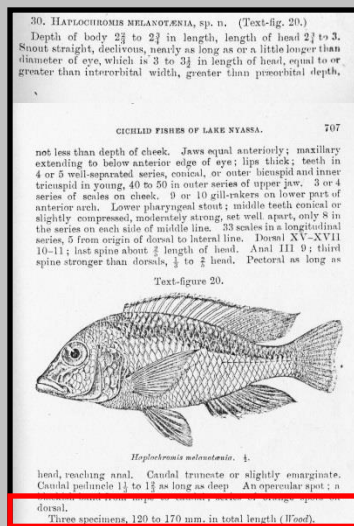 30. HAPLOCHROMIS MELANOTÆNIA, sp. n. (Text-fig. 20.)
Depth of body 2⅔ to 2¾ in length, length of head 2¾ to 3.
Snout straight, declivous, nearly as long as or a little longer than
diameter of eye, which is 3 to 3½ in length of head, equal to or
greater than interorbital width, greater than præorbital depth,
CICHLID FISHES OF LAKE NYASSA. 707
not less than depth of cheek. Jaws equal anteriorly; maxillary
extending to below anterior edge of eye; lips thick; teeth in
4 or 5 well-separated series, conical, or outer bicuspid and inner
tricuspid in young, 40 to 50 in outer series of upper jaw. 3 or 4
series of scales on cheek. 9 or 10 gill-rakers on lower part of
anterior arch. Lower pharyngeal stout; middle teeth conical or
slightly compressed, moderately strong, set well apart, only 8 in
the series on each side of middle line. 33 scales in a longitudinal
series, 5 from origin of dorsal to lateral line. Dorsal XV–XVII
10–11; last spine about ⅖ length of head. Anal III 9; third
spine stronger than dorsals, ⅓ to ⅖ head. Pectoral as long as
Text-figure 20.
Haplochromis melanotænia. ½.
head, reaching anal. Caudal truncate or slightly emarginate.
Caudal peduncle 1⅓ to 1⅔ as long as deep An opercular spot; a
dorsal.
Three specimens, 120 to 170 mm. in total length (Wood).